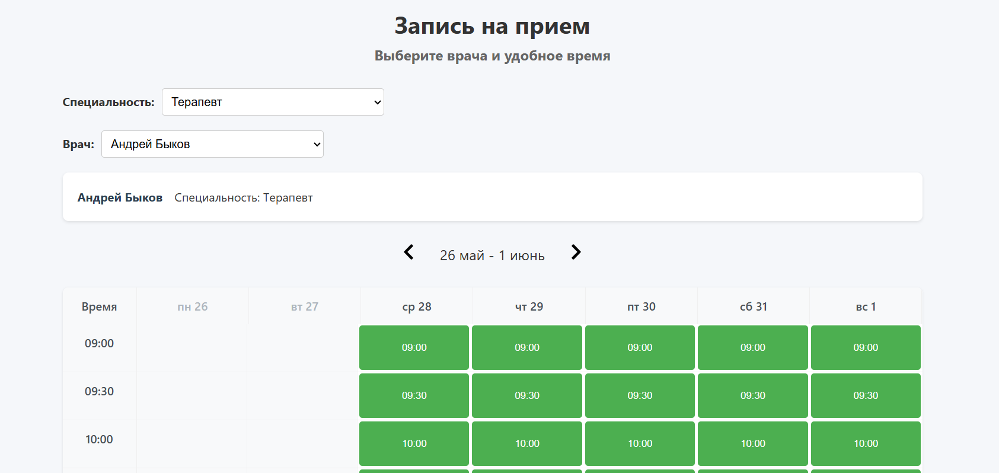 Запись на прием
Выберите врача и удобное время
Специальность: Терапевт
Врач: Андрей Быков
Андрей Быков Специальность: Терапевт
26 май - 1 июнь
Время пн 26 вт 27 ср 28 чт 29 пт 30 сб 31 вс 1
09:00 09:00 09:00 09:00 09:00 09:00
09:30 09:30 09:30 09:30 09:30 09:30
10:00 10:00 10:00 10:00 10:00 10:00